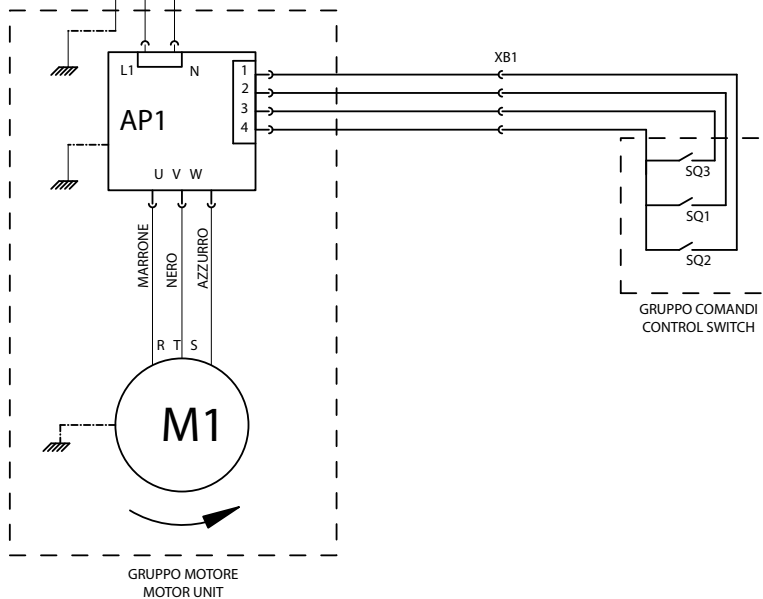 XB1
L1 N
1
2
3
4
AP1
U V W
SQ3
SQ1
SQ2
MARRONE
NERO
AZZURRO
GRUPPO COMANDI
CONTROL SWITCH
R T S
M1
GRUPPO MOTORE
MOTOR UNIT